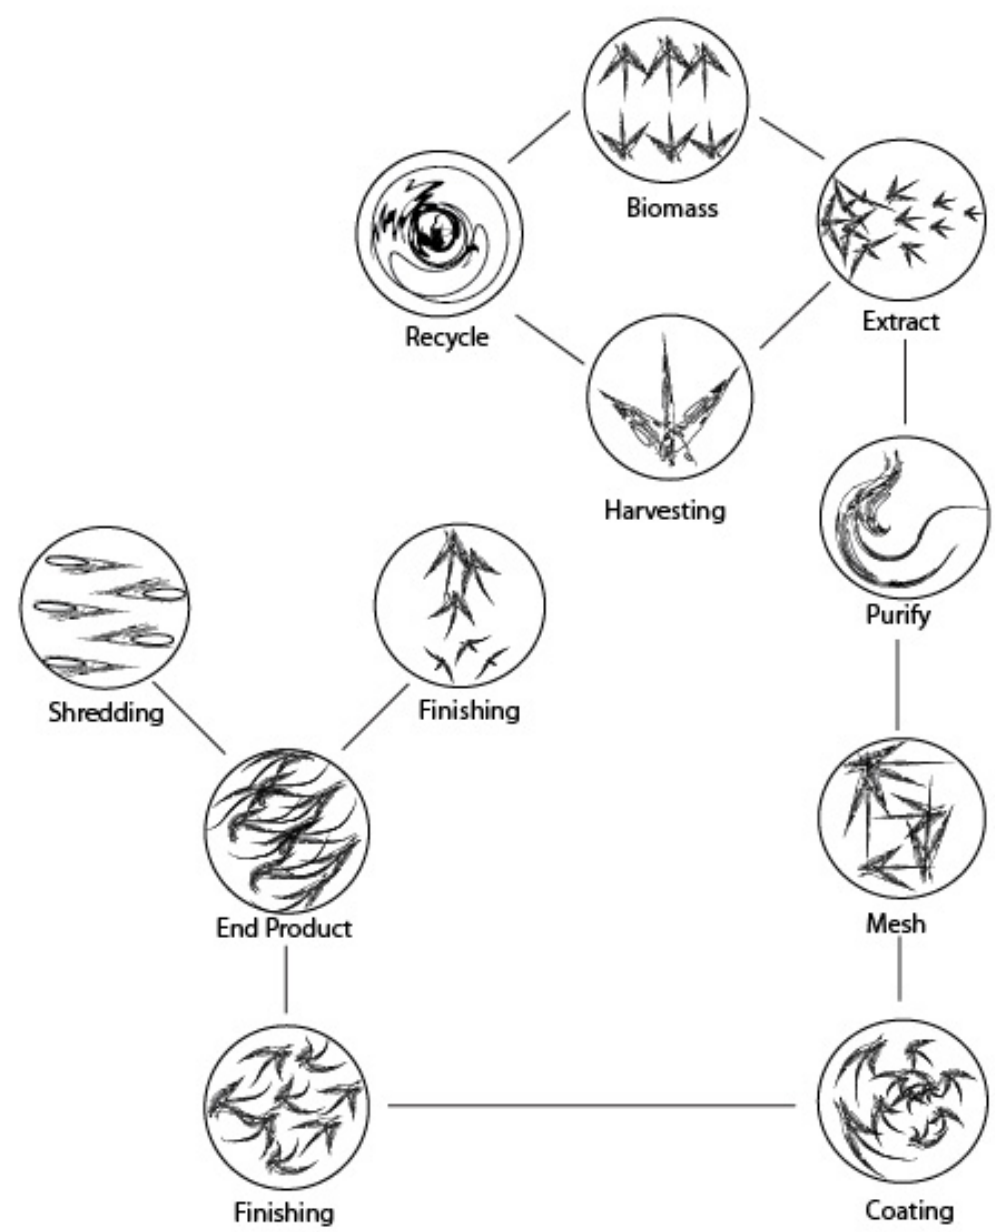 Biomass
Recycle
Extract
Harvesting
Purify
Shredding
Finishing
End Product
Mesh
Finishing
Coating